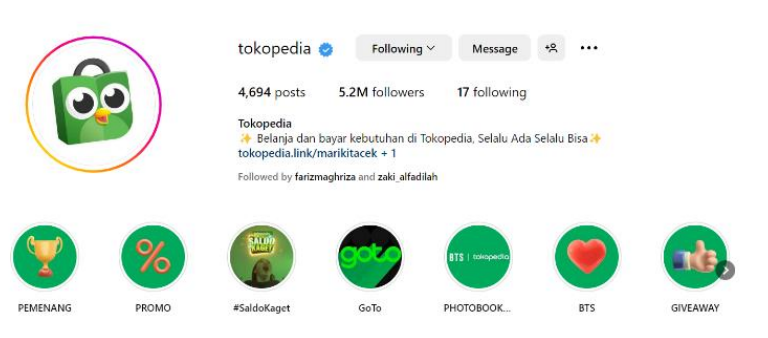 tokopedia Following Message
4,694 posts 5.2M followers 17 following
Tokopedia
✨ Belanja dan bayar kebutuhan di Tokopedia, Selalu Ada Selalu Bisa✨
tokopedia.link/marikitacek + 1
Followed by farizmaghriza and zaki_alfadilah
%
SALDO
KAGET
goto
BTS | tokopedia
PEMENANG PROMO #SaldoKaget GoTo PHOTOBOOK... BTS GIVEAWAY